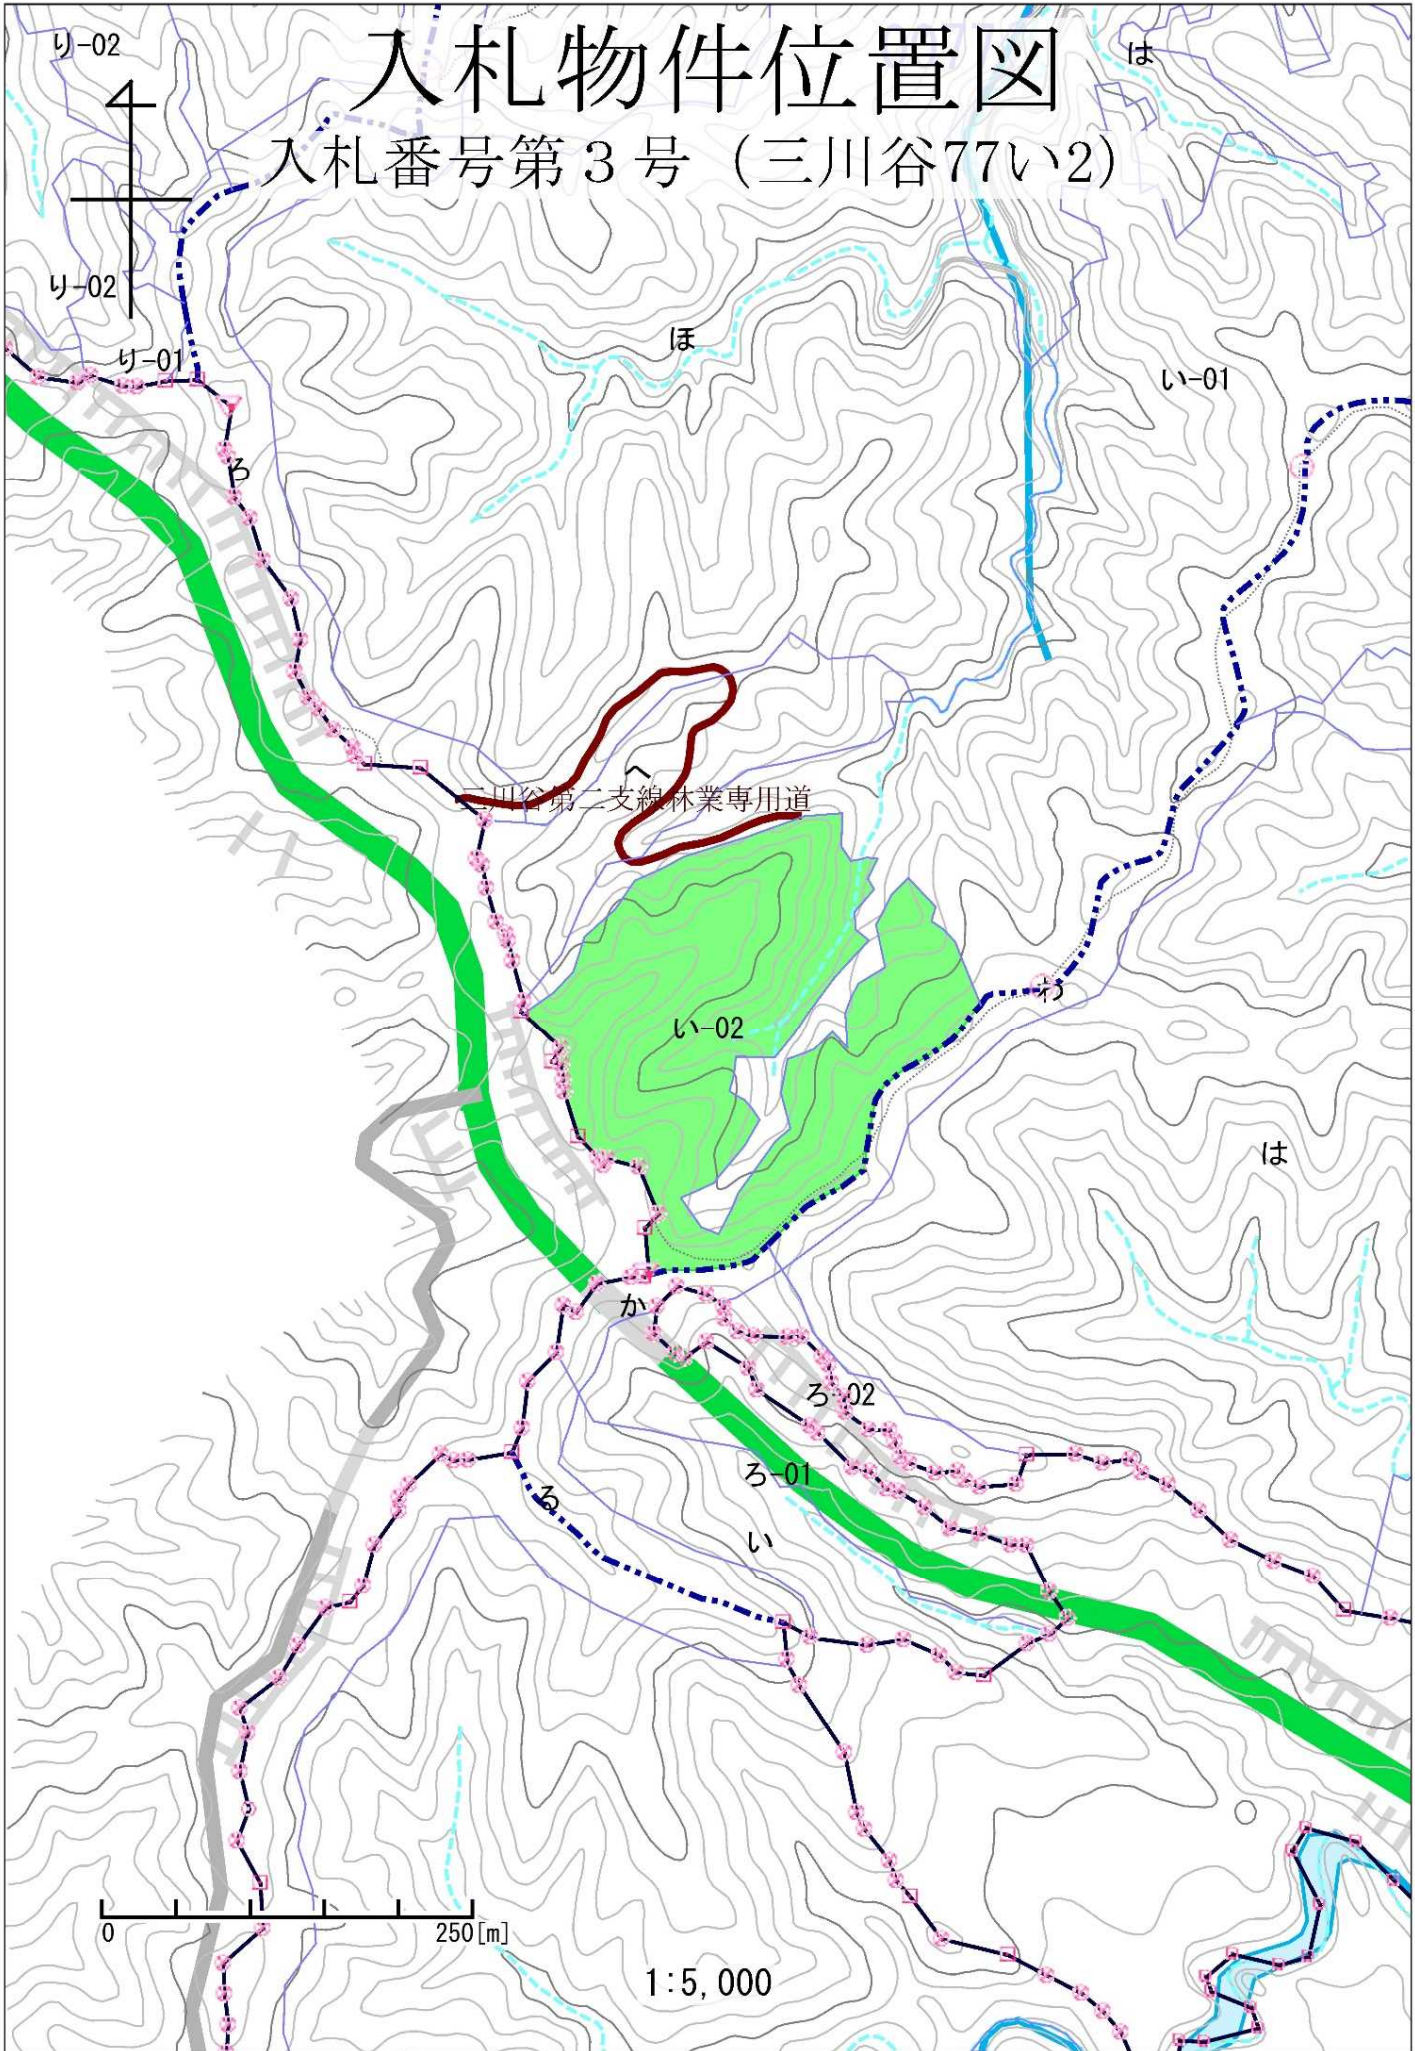 入札物件位置図
入札番号第３号（三川谷77い2）
り-02
は
り-02
り-01
ほ
い-01
ろ
へ
三川谷第二支線林業専用道
い-02
わ
は
か
ろ-02
ろ-01
る
い
0 250[m]
1:5,000